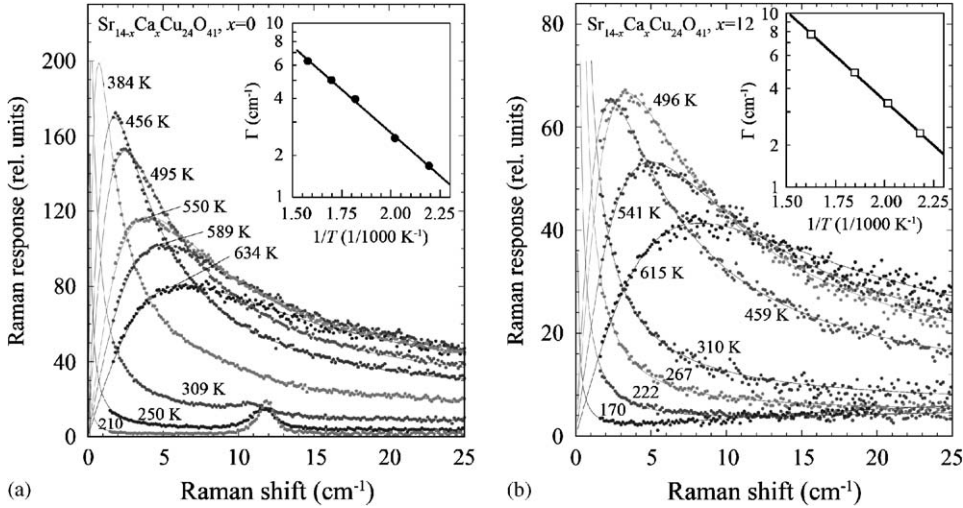 Sr14-xCaxCu24O41, x=0
Raman response (rel. units)
200
160
120
80
40
0
384 K
456 K
495 K
550 K
589 K
634 K
309 K
250 K
210
0 5 10 15 20 25
Raman shift (cm-1)
(a)
Γ (cm-1)
10
8
6
4
2
1
1.50 1.75 2.00 2.25
1/T (1/1000 K-1)
Sr14-xCaxCu24O41, x=12
Raman response (rel. units)
80
60
40
20
0
496 K
541 K
615 K
459 K
310 K
267
222
170
0 5 10 15 20 25
Raman shift (cm-1)
(b)
Γ (cm-1)
10
8
6
4
2
1
1.50 1.75 2.00 2.25
1/T (1/1000 K-1)